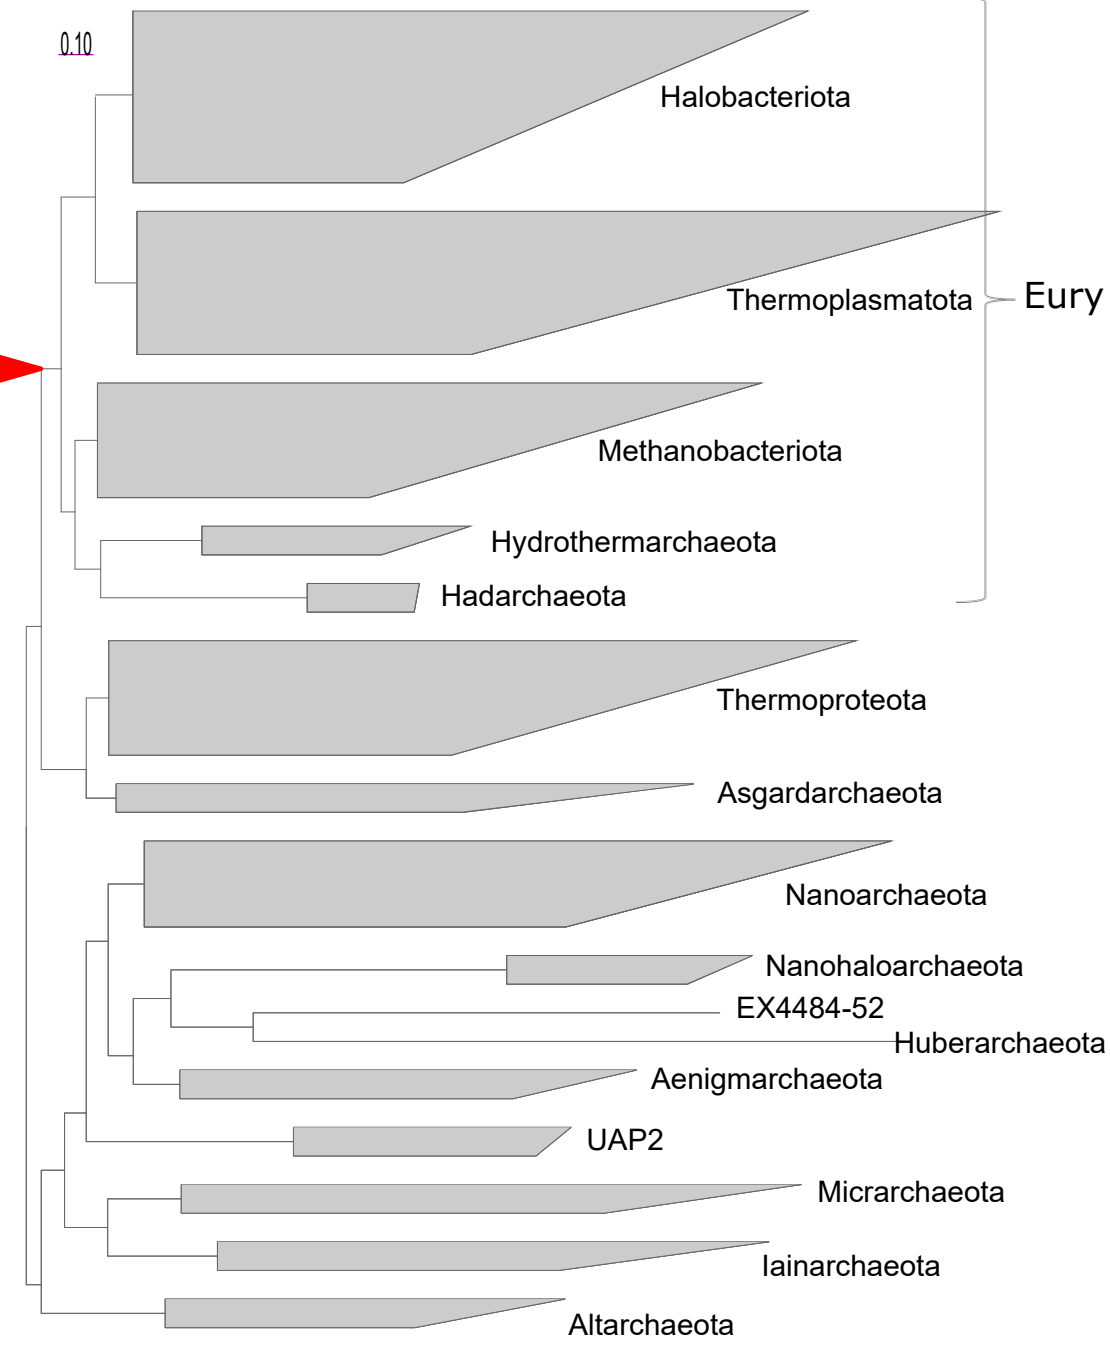 0.10
Halobacteriota
Thermoplasmatota
Eury
Methanobacteriota
Hydrothermarchaeota
Hadarchaeota
Thermoproteota
Asgardarchaeota
Nanoarchaeota
Nanohaloarchaeota
EX4484-52
Huberarchaeota
Aenigmarchaeota
UAP2
Micrarchaeota
Iainarchaeota
Altarchaeota